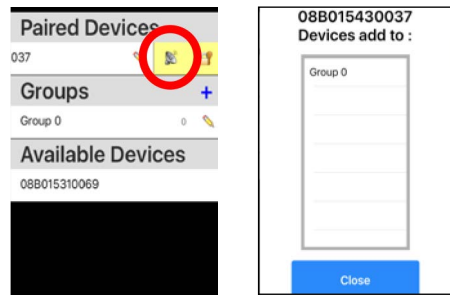 Paired Devices
037
Groups
+
Group 0
0
Available Devices
08B015310069
08B015430037
Devices add to :
Group 0
Close